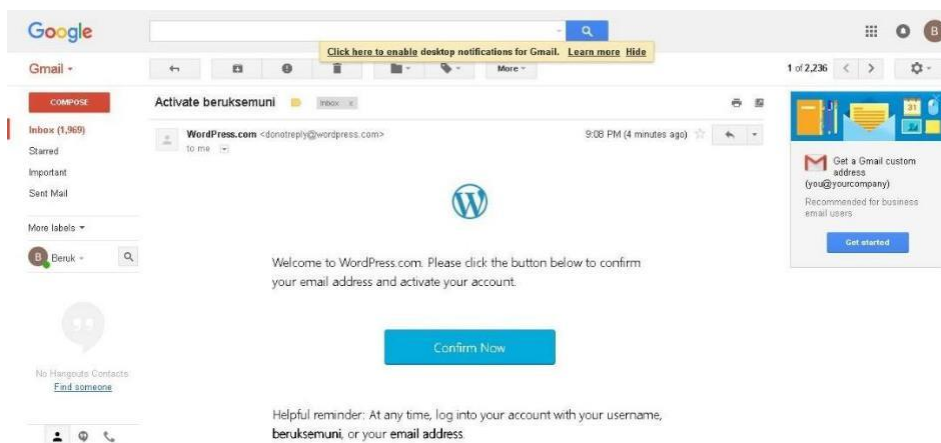 Google
Click here to enable desktop notifications for Gmail. Learn more Hide
B
Gmail
More
1 of 2,236
COMPOSE
Inbox (1,969)
Starred
Important
Sent Mail
More labels
B Beruk
No Hangouts Contacts
Find someone
Activate beruksemuni
Inbox x
WordPress.com <donotreply@wordpress.com>
9:08 PM (4 minutes ago)
to me
W
Welcome to WordPress.com. Please click the button below to confirm
your email address and activate your account.
Confirm Now
Helpful reminder: At any time, log into your account with your username,
beruksemuni, or your email address.
31
Get a Gmail custom
address
(you@yourcompany)
Recommended for business
email users
Get started